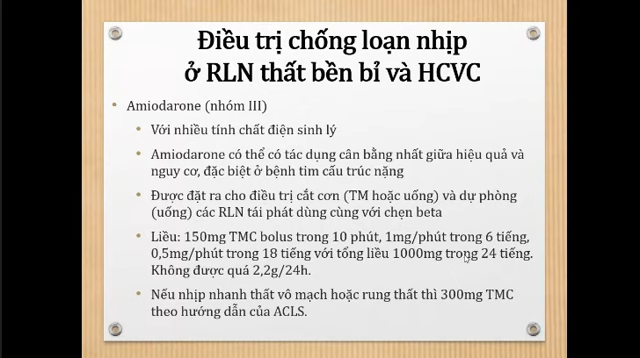 Điều trị chống loạn nhịp
ở RLN thất bền bỉ và HCVC
• Amiodarone (nhóm III)
• Với nhiều tính chất điện sinh lý
• Amiodarone có thể có tác dụng cân bằng nhất giữa hiệu quả và
nguy cơ, đặc biệt ở bệnh tim cấu trúc nặng
• Được đặt ra cho điều trị cắt cơn (TM hoặc uống) và dự phòng
(uống) các RLN tái phát dùng cùng với chẹn beta
• Liều: 150mg TMC bolus trong 10 phút, 1mg/phút trong 6 tiếng,
0,5mg/phút trong 18 tiếng với tổng liều 1000mg trong 24 tiếng.
Không được quá 2,2g/24h.
• Nếu nhịp nhanh thất vô mạch hoặc rung thất thì 300mg TMC
theo hướng dẫn của ACLS.